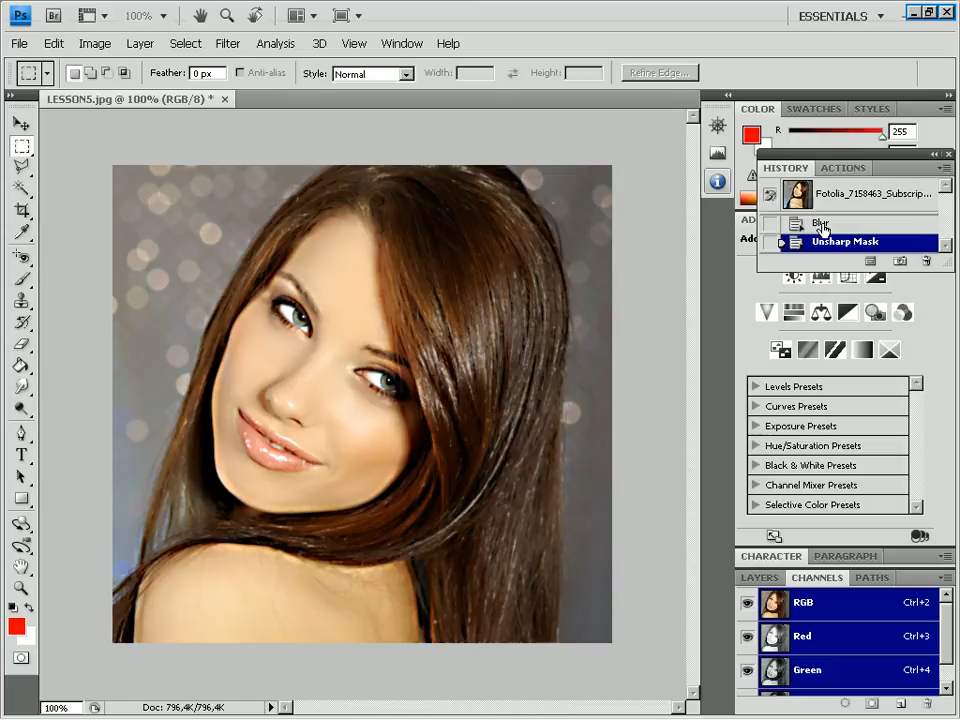 Ps Br 100% ESSENTIALS
File Edit Image Layer Select Filter Analysis 3D View Window Help
Feather: 0 px Anti-alias Style: Normal Width: Height: Refine Edge...
LESSON5.jpg @ 100% (RGB/8) *
COLOR SWATCHES STYLES
R 255
HISTORY ACTIONS
Fotolia_7158463_Subscrip...
Blur
Unsharp Mask
Levels Presets
Curves Presets
Exposure Presets
Hue/Saturation Presets
Black & White Presets
Channel Mixer Presets
Selective Color Presets
CHARACTER PARAGRAPH
LAYERS CHANNELS PATHS
RGB Ctrl+2
Red Ctrl+3
Green Ctrl+4
100% Doc: 796,4K/796,4K